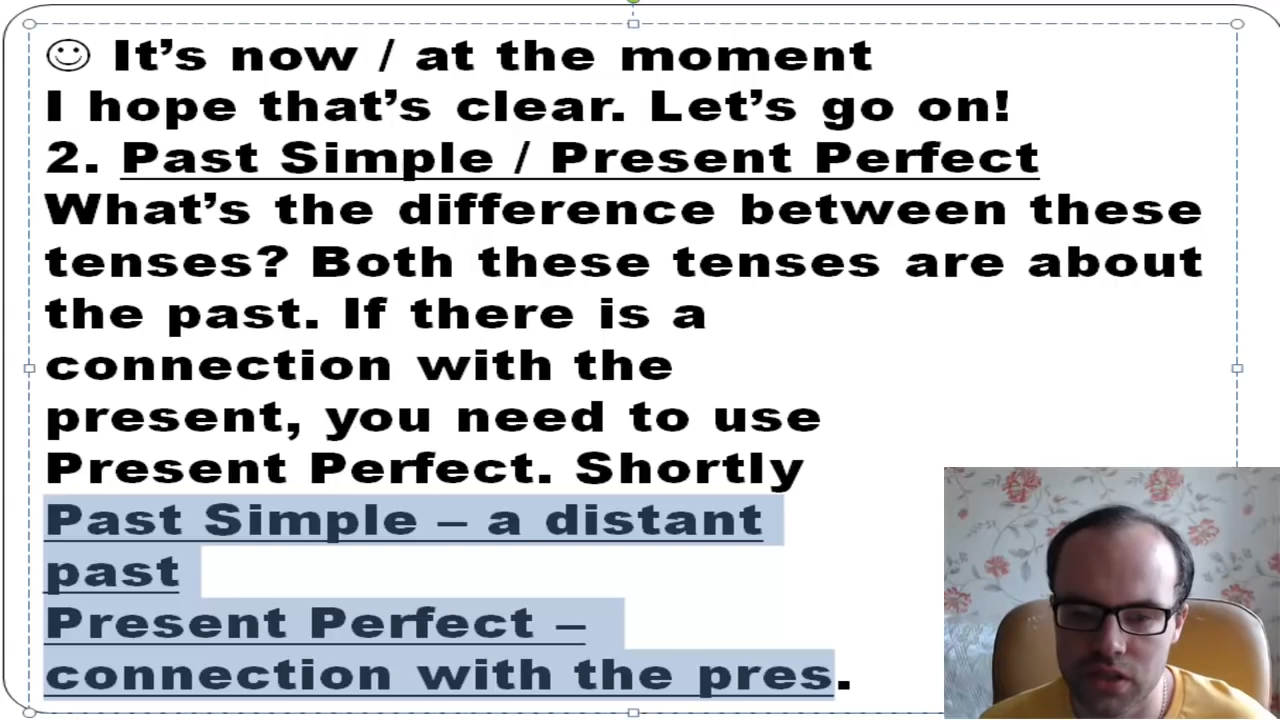 ☺ It’s now / at the moment
I hope that’s clear. Let’s go on!
2. Past Simple / Present Perfect
What’s the difference between these
tenses? Both these tenses are about
the past. If there is a
connection with the
present, you need to use
Present Perfect. Shortly
Past Simple – a distant
past
Present Perfect –
connection with the pres.